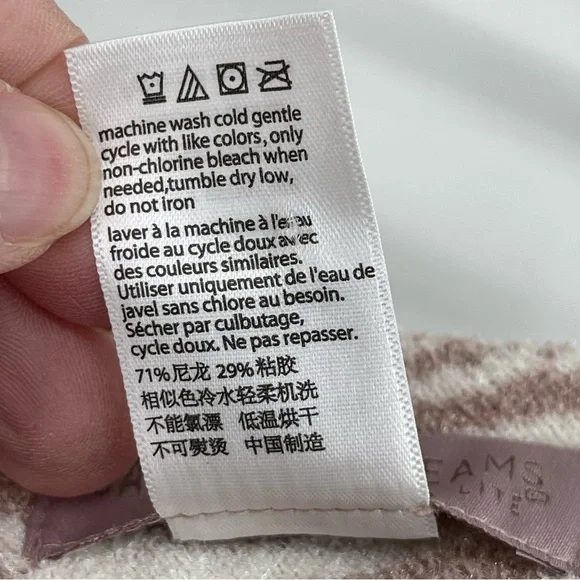 machine wash cold gentle
cycle with like colors, only
non-chlorine bleach when
needed,tumble dry low,
do not iron
laver à la machine à l'eau
froide au cycle doux avec
des couleurs similaires.
Utiliser uniquement de l'eau de
javel sans chlore au besoin.
Sécher par culbutage,
cycle doux. Ne pas repasser.
71%尼龙 29%粘胶
相似色冷水轻柔机洗
不能氯漂 低温烘干
不可熨烫 中国制造
EAMS
LITE